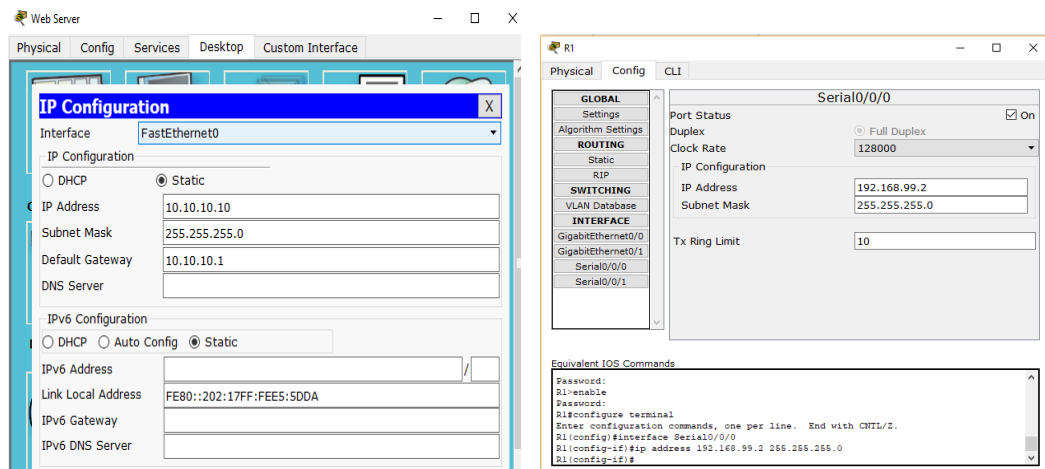 Web Server
Physical Config Services Desktop Custom Interface
IP Configuration X
Interface FastEthernet0
IP Configuration
DHCP Static
IP Address 10.10.10.10
Subnet Mask 255.255.255.0
Default Gateway 10.10.10.1
DNS Server
IPv6 Configuration
DHCP Auto Config Static
IPv6 Address /
Link Local Address FE80::202:17FF:FEE5:5DDA
IPv6 Gateway
IPv6 DNS Server
R1
Physical Config CLI
GLOBAL
Settings
Algorithm Settings
ROUTING
Static
RIP
SWITCHING
VLAN Database
INTERFACE
GigabitEthernet0/0
GigabitEthernet0/1
Serial0/0/0
Serial0/0/1
Serial0/0/0
Port Status On
Duplex Full Duplex
Clock Rate 128000
IP Configuration
IP Address 192.168.99.2
Subnet Mask 255.255.255.0
Tx Ring Limit 10
Equivalent IOS Commands
Password:
R1>enable
Password:
R1#configure terminal
Enter configuration commands, one per line. End with CNTL/Z.
R1(config)#interface Serial0/0/0
R1(config-if)#ip address 192.168.99.2 255.255.255.0
R1(config-if)#